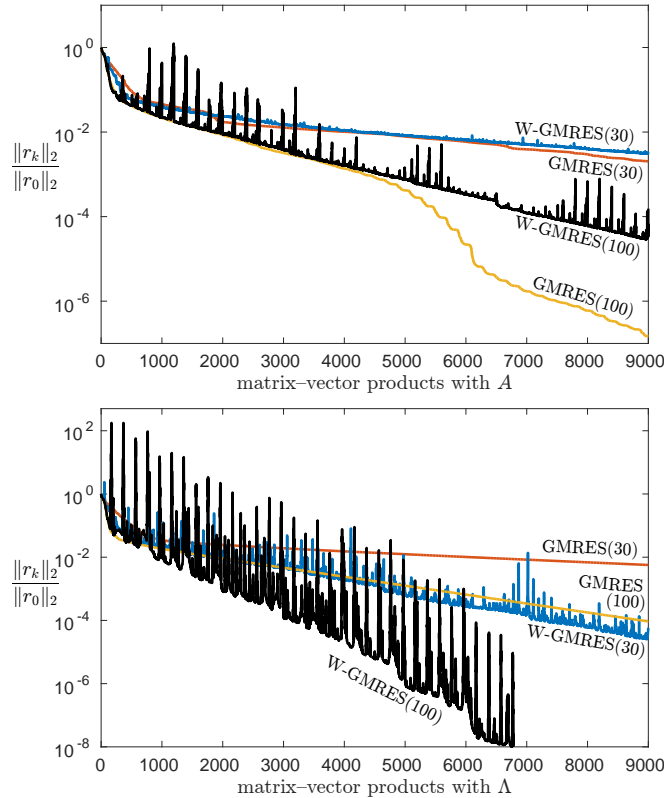 10^0
10^-2
10^-4
10^-6
‖r_k‖_2
‖r_0‖_2
W-GMRES(30)
GMRES(30)
W-GMRES(100)
GMRES(100)
0 1000 2000 3000 4000 5000 6000 7000 8000 9000
matrix–vector products with A
10^2
10^0
10^-2
10^-4
10^-6
10^-8
‖r_k‖_2
‖r_0‖_2
GMRES(30)
GMRES
(100)
W-GMRES(30)
W-GMRES(100)
0 1000 2000 3000 4000 5000 6000 7000 8000 9000
matrix–vector products with Λ